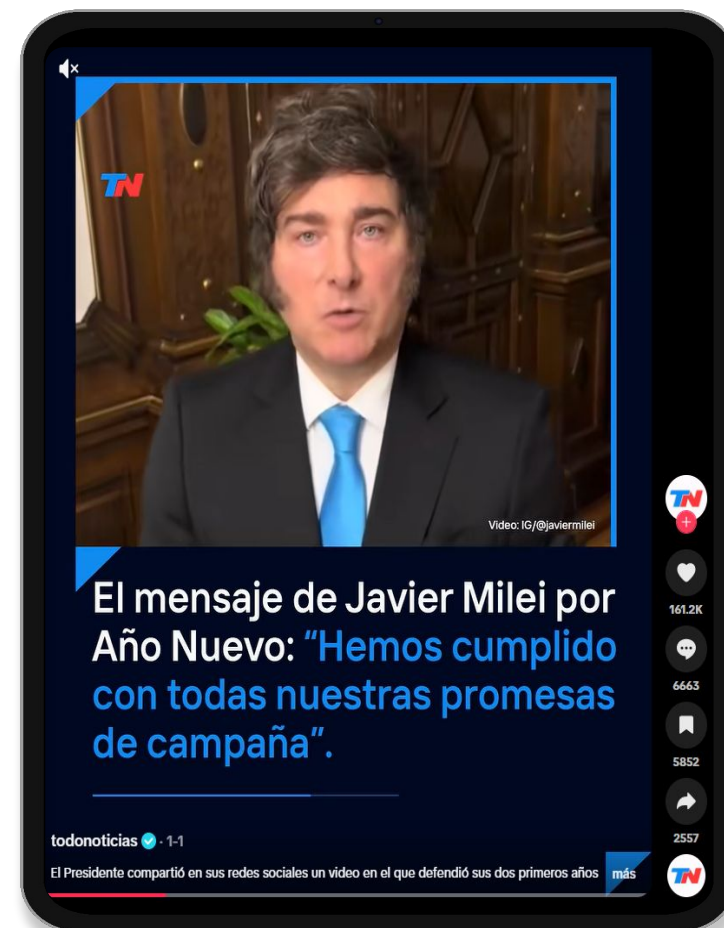 TN
Video: IG/@javiermilei
El mensaje de Javier Milei por
Año Nuevo: “Hemos cumplido
con todas nuestras promesas
de campaña”.
TN
161.2K
6663
5852
2557
TN
todonoticias · 1-1
El Presidente compartió en sus redes sociales un video en el que defendió sus dos primeros años más